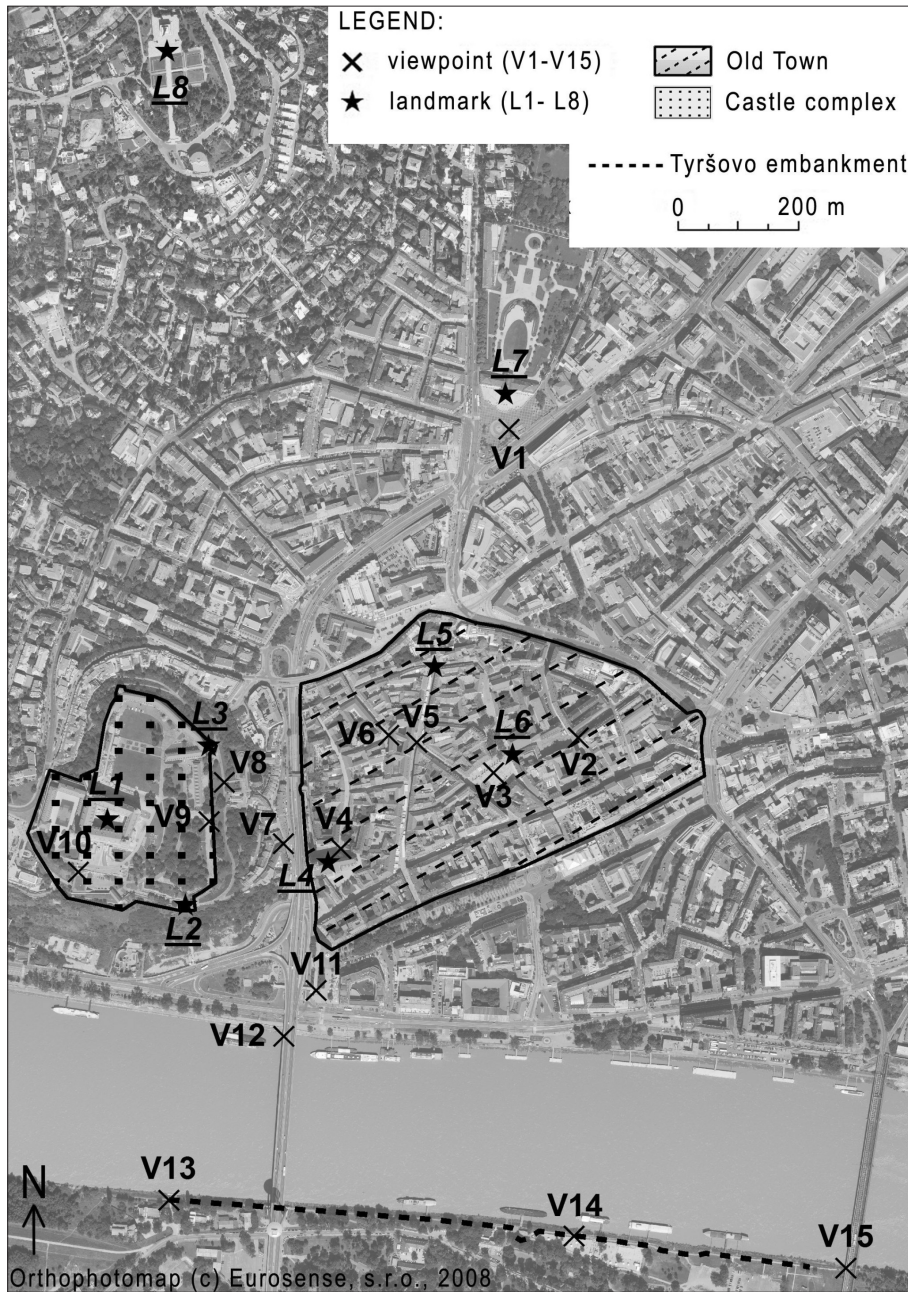 LEGEND:
viewpoint (V1-V15)
landmark (L1- L8)
Old Town
Castle complex
Tyršovo embankment
0 200 m
L8
L7
V1
L5
V6
V5
L6
V2
L3
V8
V3
L1
V9
V4
V7
V10
L4
L2
V11
V12
V13
N
V14
V15
Orthophotomap (c) Eurosense, s.r.o., 2008